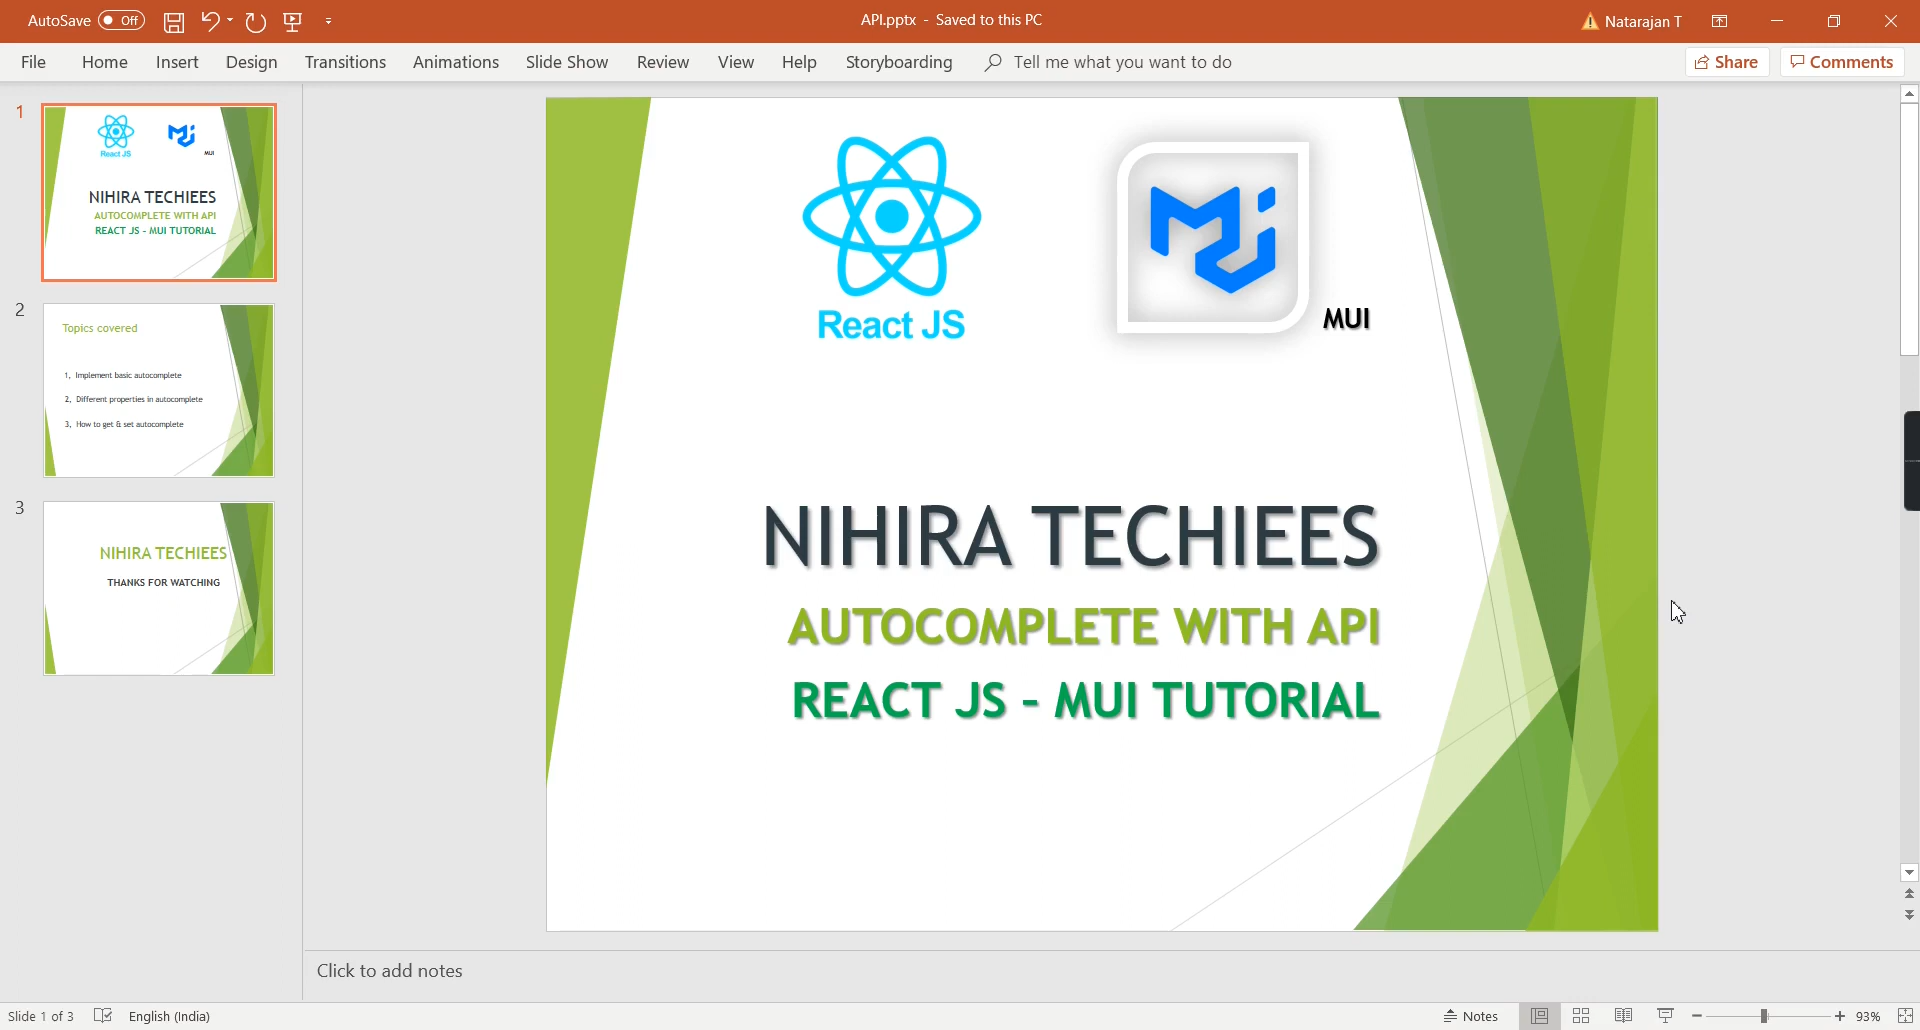 AutoSave Off
API.pptx - Saved to this PC
Natarajan T
File Home Insert Design Transitions Animations Slide Show Review View Help Storyboarding Tell me what you want to do
Share Comments
1
React JS
MUI
NIHIRA TECHIEES
AUTOCOMPLETE WITH API
REACT JS - MUI TUTORIAL
2
Topics covered
1, Implement basic autocomplete
2, Different properties in autocomplete
3, How to get & set autocomplete
3
NIHIRA TECHIEES
THANKS FOR WATCHING
React JS
MUI
NIHIRA TECHIEES
AUTOCOMPLETE WITH API
REACT JS - MUI TUTORIAL
Click to add notes
Slide 1 of 3 English (India) Notes 93%